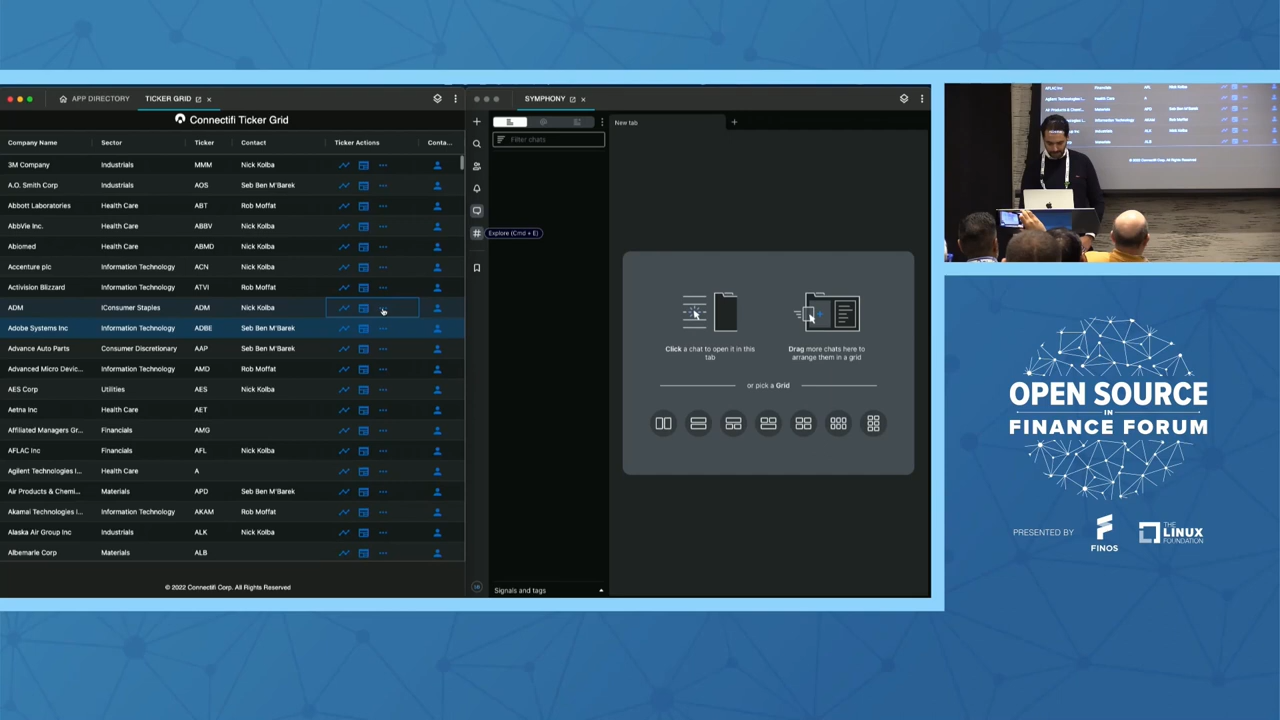 APP DIRECTORY
TICKER GRID
Connectifi Ticker Grid
Company Name Sector Ticker Contact Ticker Actions Conta...
3M Company Industrials MMM Nick Kolba
A.O. Smith Corp Industrials AOS Seb Ben M'Barek
Abbott Laboratories Health Care ABT Rob Moffat
AbbVie Inc. Health Care ABBV Nick Kolba
Abiomed Health Care ABMD Nick Kolba
Accenture plc Information Technology ACN Nick Kolba
Activision Blizzard Information Technology ATVI Rob Moffat
ADM lConsumer Staples ADM Nick Kolba
Adobe Systems Inc Information Technology ADBE Seb Ben M'Barek
Advance Auto Parts Consumer Discretionary AAP Seb Ben M'Barek
Advanced Micro Devic... Information Technology AMD Rob Moffat
AES Corp Utilities AES Nick Kolba
Aetna Inc Health Care AET
Affiliated Managers Gr... Financials AMG
AFLAC Inc Financials AFL Nick Kolba
Agilent Technologies I... Health Care A
Air Products & Chemi... Materials APD Seb Ben M'Barek
Akamai Technologies I... Information Technology AKAM Rob Moffat
Alaska Air Group Inc Industrials ALK Nick Kolba
Albemarle Corp Materials ALB
© 2022 Connectifi Corp. All Rights Reserved
SYMPHONY
Filter chats
Explore (Cmd + E)
Signals and tags
New tab
Click a chat to open it in this
tab
Drag more chats here to
arrange them in a grid
or pick a Grid
OPEN SOURCE
IN
FINANCE FORUM
PRESENTED BY
FINOS
THE
LINUX
FOUNDATION